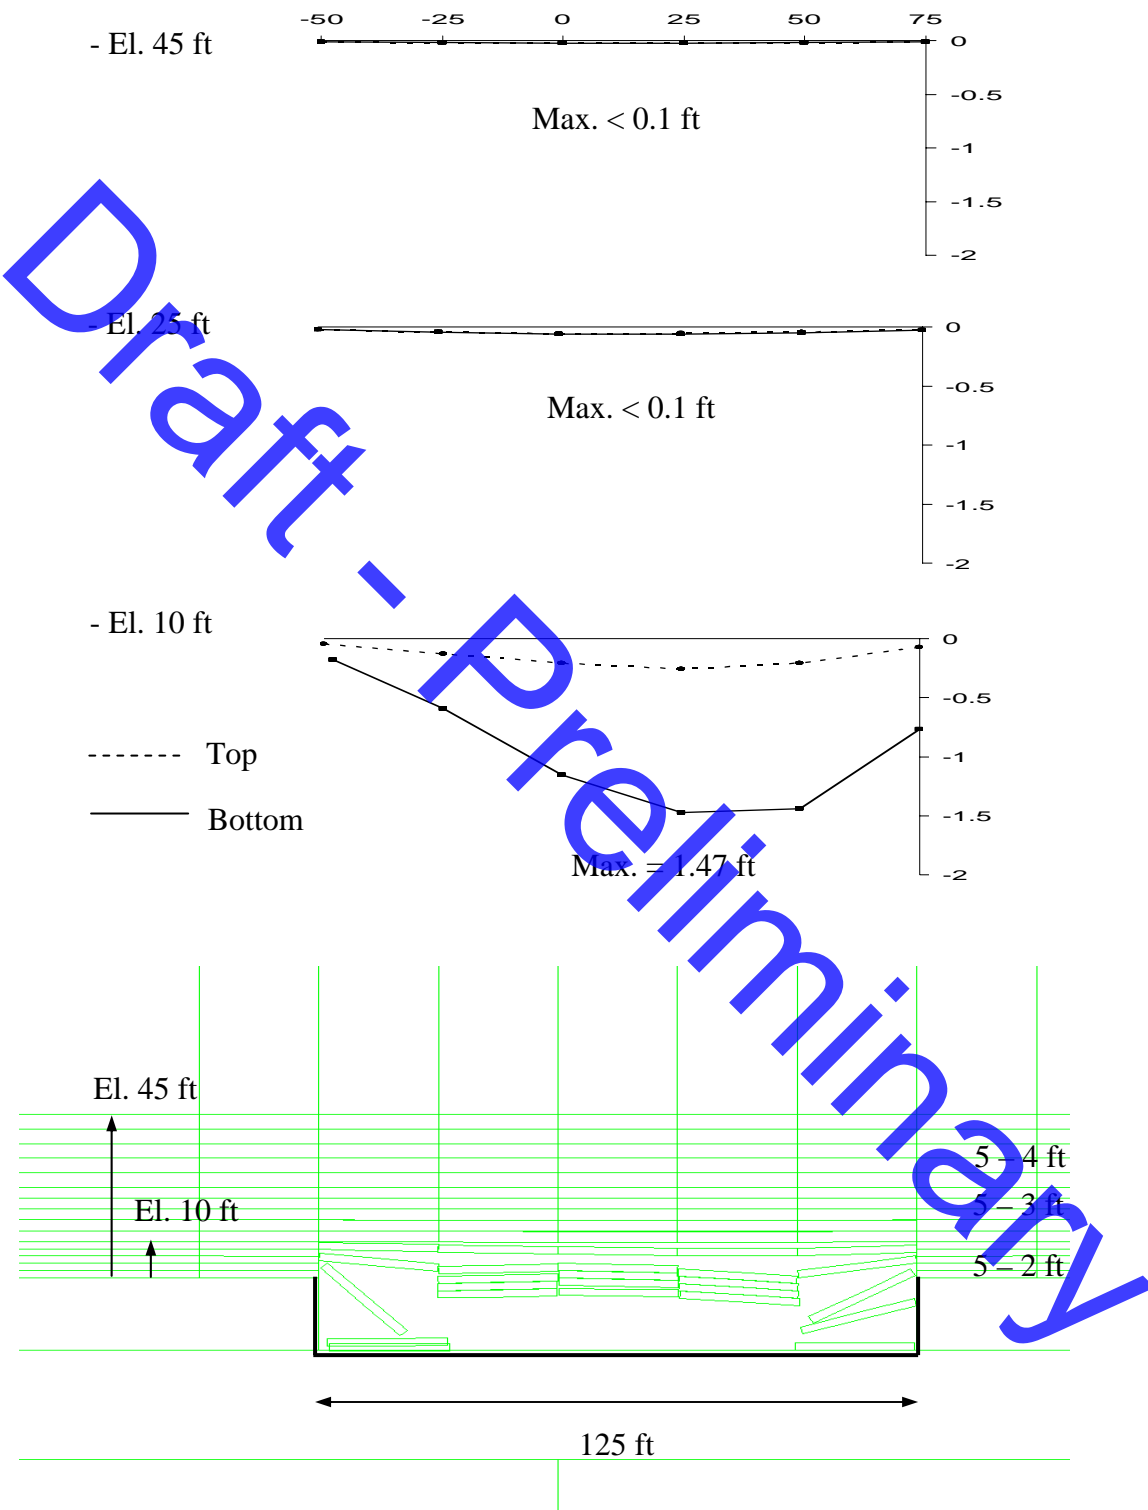 -50 -25 0 25 50 75
- El. 45 ft
0
-0.5
Max. < 0.1 ft
-1
-1.5
-2
- El. 25 ft
0
-0.5
Max. < 0.1 ft
-1
-1.5
-2
- El. 10 ft
0
-0.5
Top
-1
Bottom
-1.5
Max. = 1.47 ft
-2
El. 45 ft
5 – 4 ft
El. 10 ft
5 – 3 ft
5 – 2 ft
125 ft
Draft - Preliminary